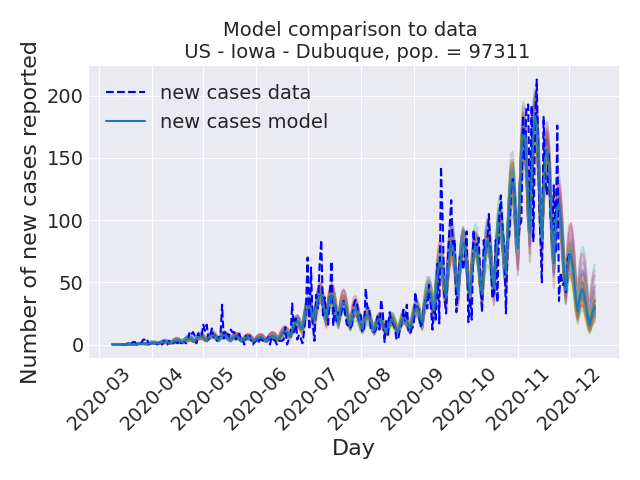 Model comparison to data
US - Iowa - Dubuque, pop. = 97311
Number of new cases reported
200
150
100
50
0
new cases data
new cases model
2020-03
2020-04
2020-05
2020-06
2020-07
2020-08
2020-09
2020-10
2020-11
2020-12
Day